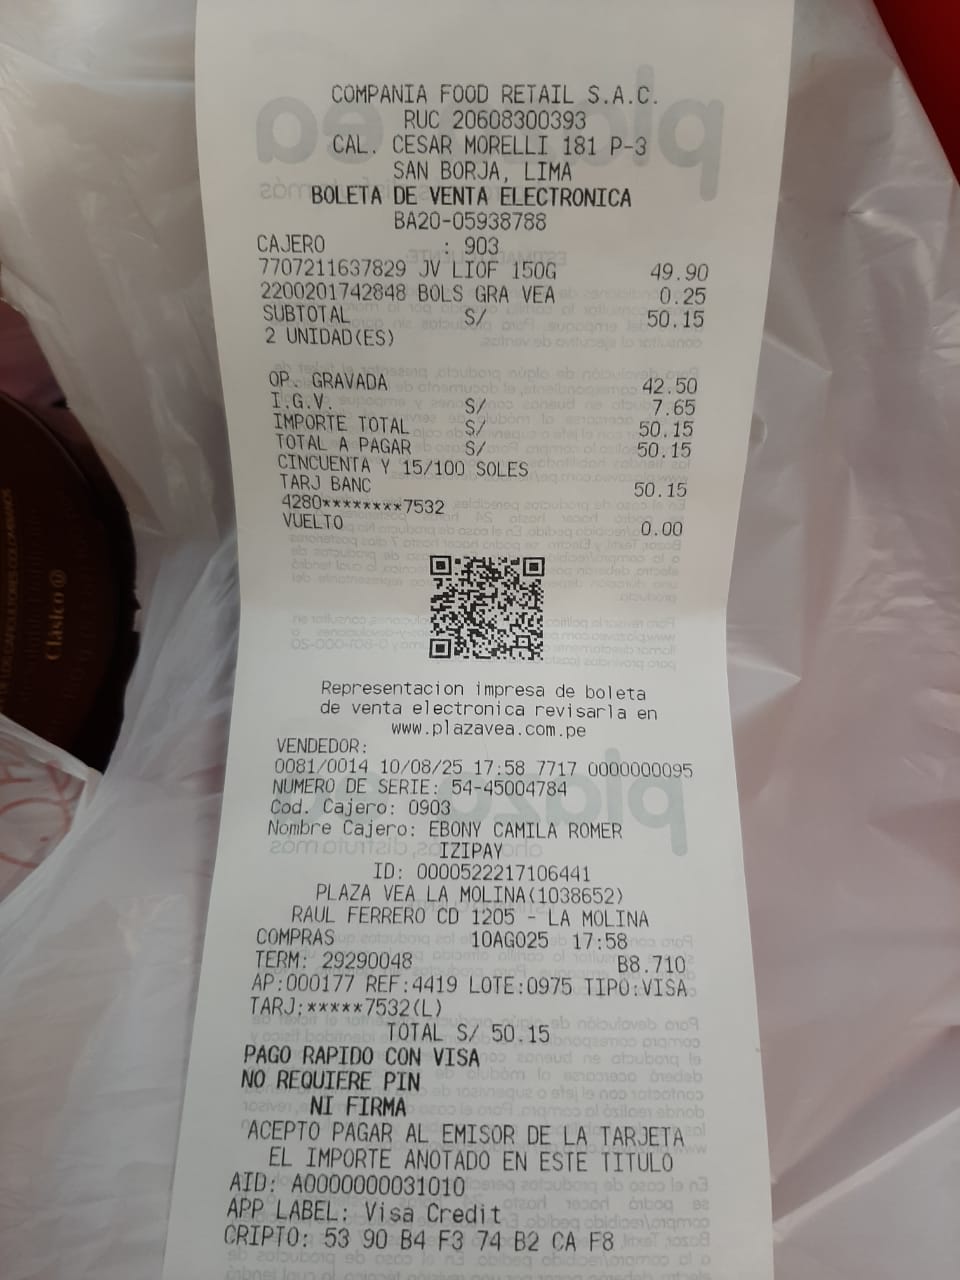 COMPANIA FOOD RETAIL S.A.C.
RUC 20608300393
CAL. CESAR MORELLI 181 P-3
SAN BORJA, LIMA
BOLETA DE VENTA ELECTRONICA
BA20-05938788
CAJERO : 903
7707211637829 JV LIOF 150G 49.90
2200201742848 BOLS GRA VEA 0.25
SUBTOTAL S/ 50.15
2 UNIDAD(ES)
OP. GRAVADA 42.50
I.G.V. S/ 7.65
IMPORTE TOTAL S/ 50.15
TOTAL A PAGAR S/ 50.15
CINCUENTA Y 15/100 SOLES
TARJ BANC 50.15
4280********7532
VUELTO 0.00
Representacion impresa de boleta
de venta electronica revisarla en
www.plazavea.com.pe
VENDEDOR:
0081/0014 10/08/25 17:58 7717 0000000095
NUMERO DE SERIE: 54-45004784
Cod. Cajero: 0903
Nombre Cajero: EBONY CAMILA ROMER
IZIPAY
ID: 0000522217106441
PLAZA VEA LA MOLINA(1038652)
RAUL FERRERO CD 1205 - LA MOLINA
COMPRAS 10AGO25 17:58
TERM: 29290048 B8.710
AP:000177 REF:4419 LOTE:0975 TIPO:VISA
TARJ:*****7532(L)
TOTAL S/ 50.15
PAGO RAPIDO CON VISA
NO REQUIERE PIN
NI FIRMA
ACEPTO PAGAR AL EMISOR DE LA TARJETA
EL IMPORTE ANOTADO EN ESTE TITULO
AID: A0000000031010
APP LABEL: Visa Credit
CRIPTO: 53 90 B4 F3 74 B2 CA F8
Clásico
CAFICULTORES COLOMBIANOS